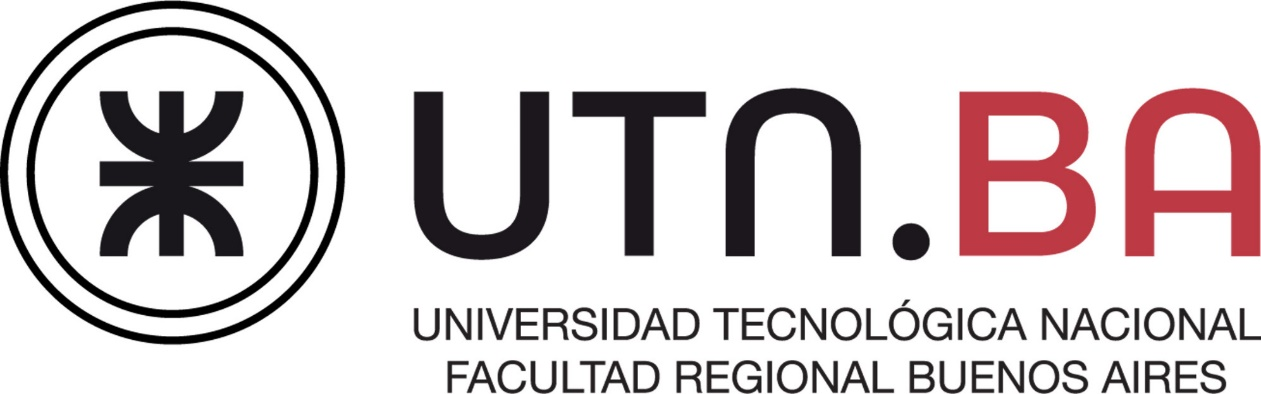 UTN.BA
UNIVERSIDAD TECNOLÓGICA NACIONAL
FACULTAD REGIONAL BUENOS AIRES